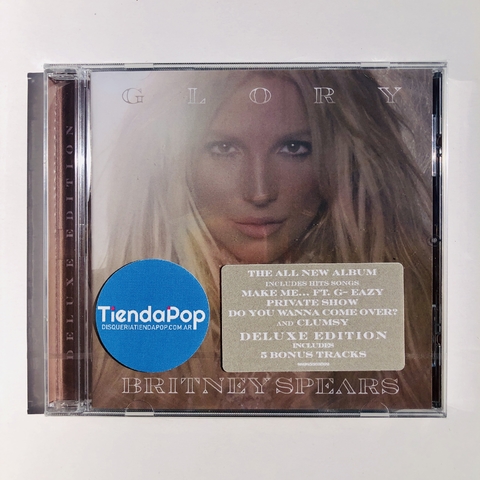 GLORY
DELUXE EDITION
TiendaPop
DISQUERIATIENDAPOP.COM.AR
THE ALL NEW ALBUM
INCLUDES HITS SONGS
MAKE ME... FT. G-EAZY
PRIVATE SHOW
DO YOU WANNA COME OVER?
AND CLUMSY
DELUXE EDITION
INCLUDES
5 BONUS TRACKS
BRITNEY SPEARS